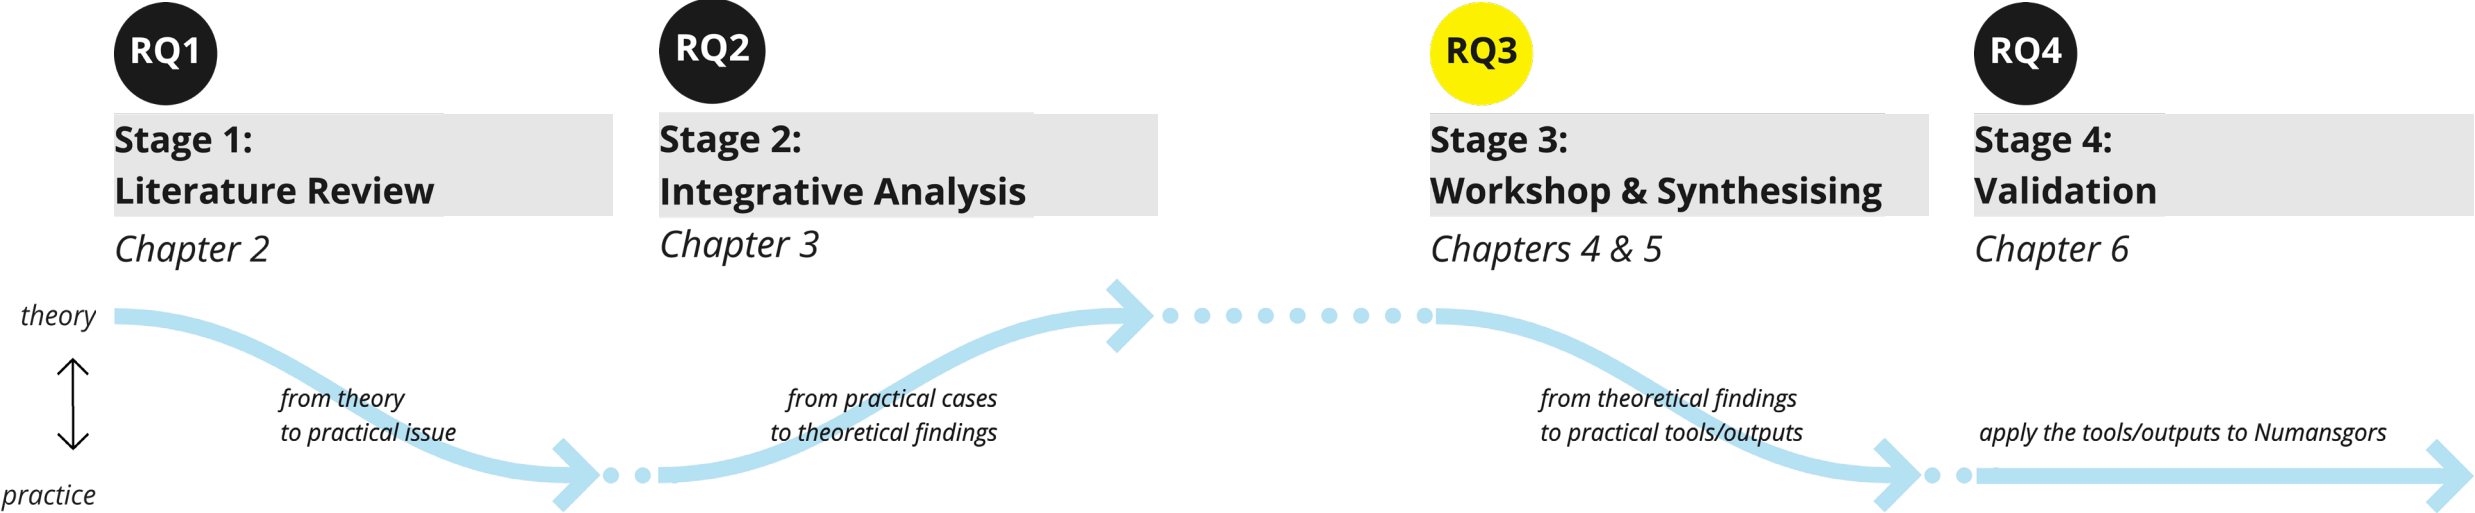 RQ1
Stage 1:
Literature Review
Chapter 2
RQ2
Stage 2:
Integrative Analysis
Chapter 3
RQ3
Stage 3:
Workshop & Synthesising
Chapters 4 & 5
RQ4
Stage 4:
Validation
Chapter 6
theory
practice
from theory
to practical issue
from practical cases
to theoretical findings
from theoretical findings
to practical tools/outputs
apply the tools/outputs to Numansgors